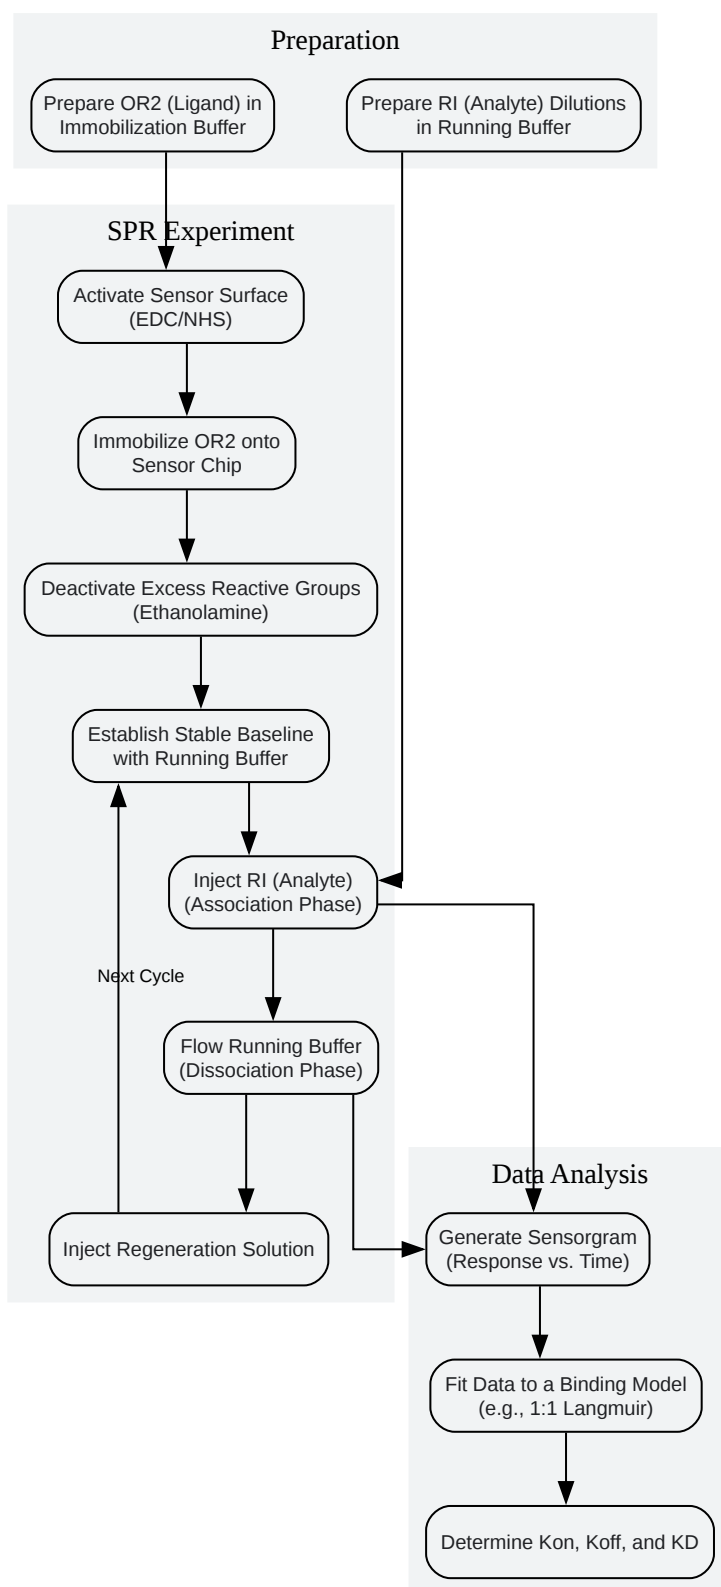 Preparation
Prepare OR2 (Ligand) in
Immobilization Buffer
Prepare RI (Analyte) Dilutions
in Running Buffer
SPR Experiment
Activate Sensor Surface
(EDC/NHS)
Immobilize OR2 onto
Sensor Chip
Deactivate Excess Reactive Groups
(Ethanolamine)
Establish Stable Baseline
with Running Buffer
Inject RI (Analyte)
(Association Phase)
Next Cycle
Flow Running Buffer
(Dissociation Phase)
Inject Regeneration Solution
Data Analysis
Generate Sensorgram
(Response vs. Time)
Fit Data to a Binding Model
(e.g., 1:1 Langmuir)
Determine Kon, Koff, and KD